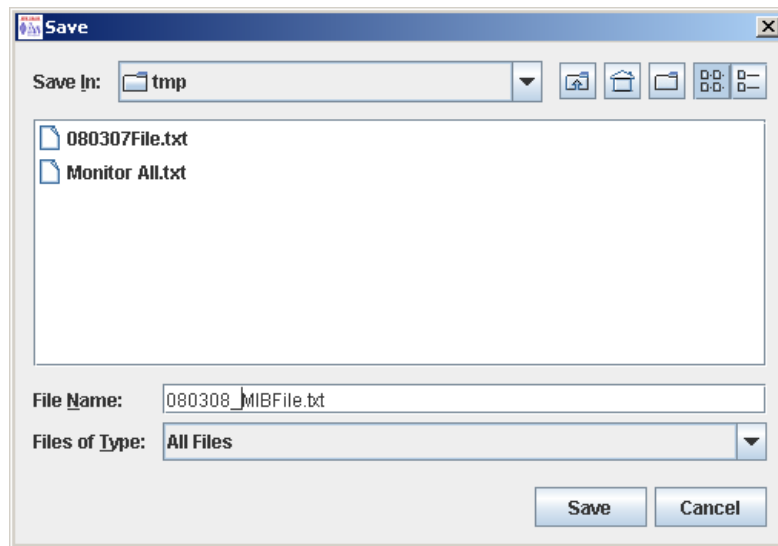 Save
Save In: tmp
080307File.txt
Monitor All.txt
File Name: 080308_MIBFile.txt
Files of Type: All Files
Save Cancel